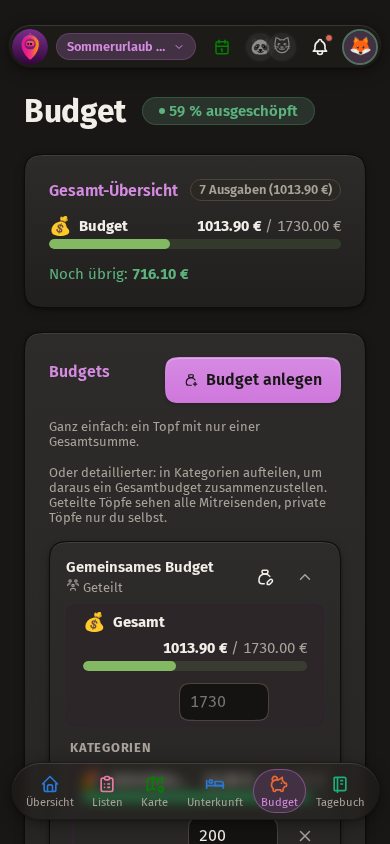 Sommerurlaub ...
Budget
59 % ausgeschöpft
Gesamt-Übersicht
7 Ausgaben (1013.90 €)
Budget
1013.90 € / 1730.00 €
Noch übrig: 716.10 €
Budgets
Budget anlegen
Ganz einfach: ein Topf mit nur einer
Gesamtsumme.
Oder detaillierter: in Kategorien aufteilen, um
daraus ein Gesamtbudget zusammenzustellen.
Geteilte Töpfe sehen alle Mitreisenden, private
Töpfe nur du selbst.
Gemeinsames Budget
Geteilt
Gesamt
1013.90 € / 1730.00 €
1730
KATEGORIEN
Übersicht
Listen
Karte
Unterkunft
Budget
Tagebuch
200